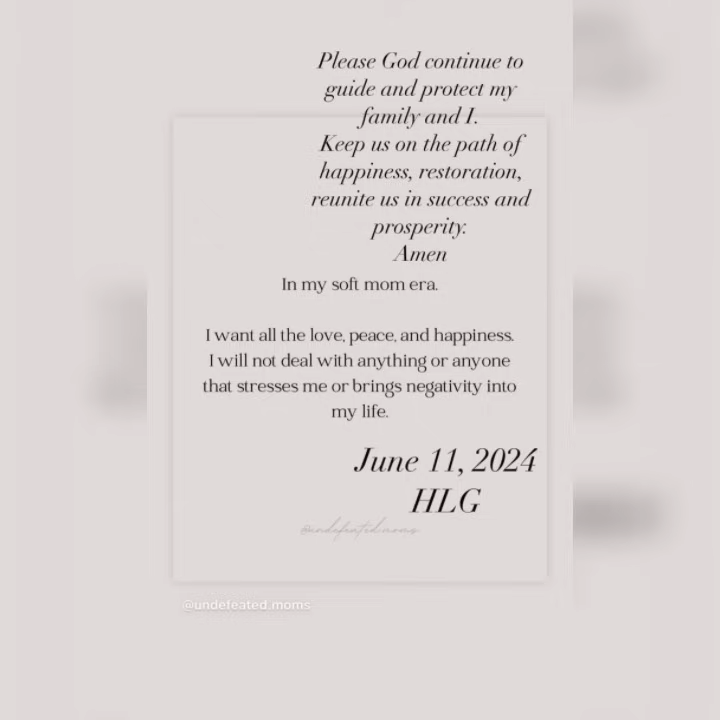 Please God continue to
guide and protect my
family and I.
Keep us on the path of
happiness, restoration,
reunite us in success and
prosperity.
Amen
In my soft mom era.
I want all the love, peace, and happiness.
I will not deal with anything or anyone
that stresses me or brings negativity into
my life.
June 11, 2024
HLG
@undefeated.moms
@undefeated.moms